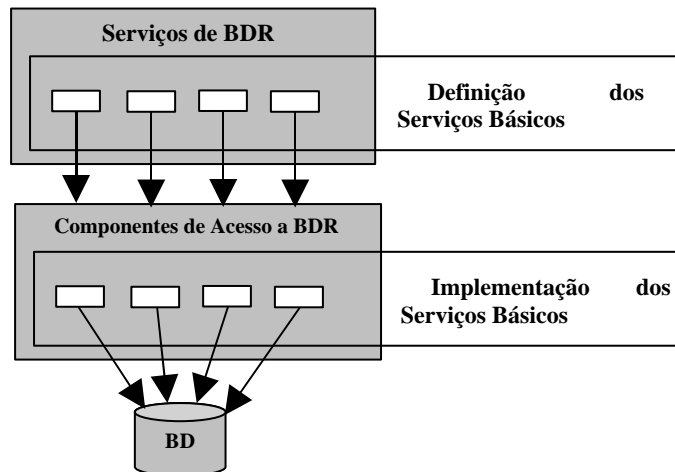 Serviços de BDR
Definição dos
Serviços Básicos
Componentes de Acesso a BDR
Implementação dos
Serviços Básicos
BD